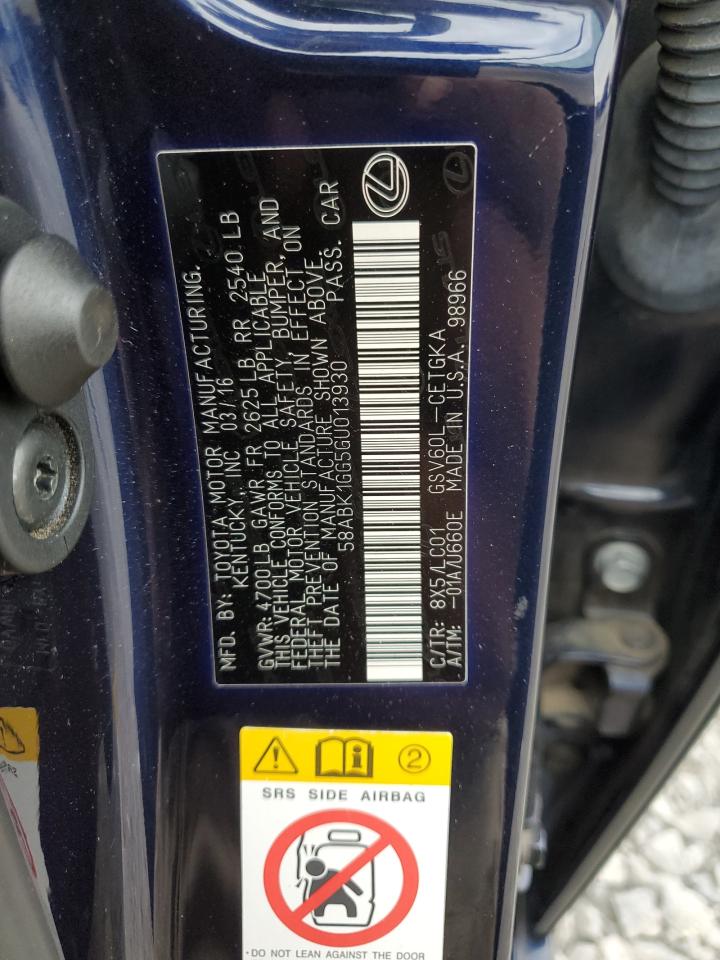 MFD. BY: TOYOTA MOTOR MANUFACTURING,
KENTUCKY, INC 03/16
GVWR: 4700LB GAWR FR 2625 LB RR 2540 LB
THIS VEHICLE CONFORMS TO ALL APPLICABLE
FEDERAL MOTOR VEHICLE SAFETY, BUMPER, AND
THEFT PREVENTION STANDARDS IN EFFECT ON
THE DATE OF MANUFACTURE SHOWN ABOVE.
58ABK1GG5GU013930 PASS. CAR
C/TR: 8X5/LC01 GSV60L-CETGKA
A/TM: -01A/U660E MADE IN U.S.A. 98966
2
SRS SIDE AIRBAG
• DO NOT LEAN AGAINST THE DOOR